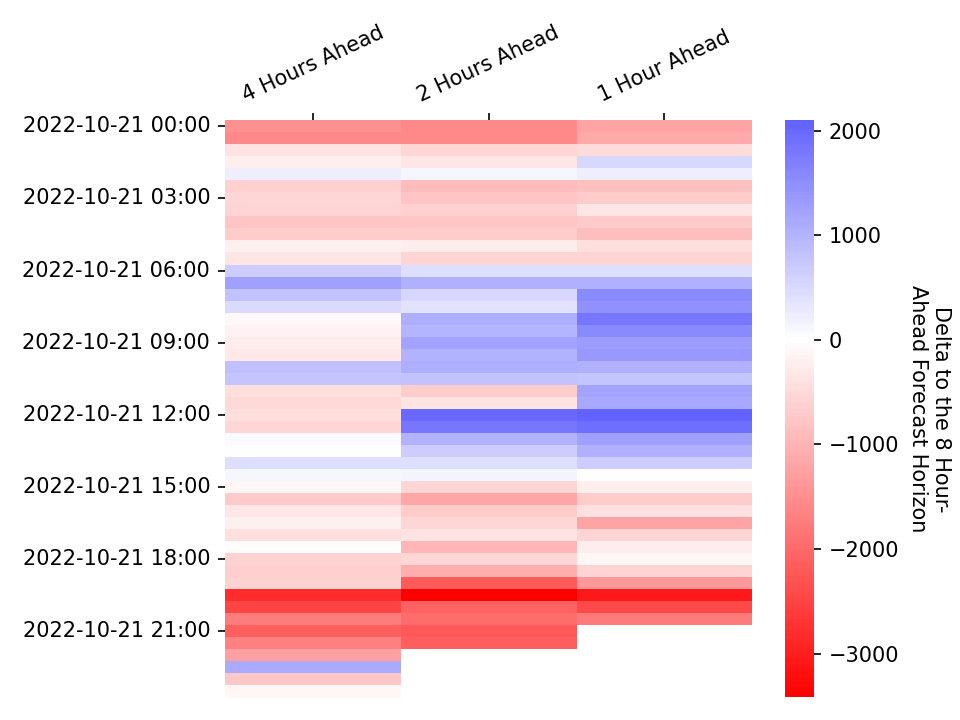 4 Hours Ahead
2 Hours Ahead
1 Hour Ahead
2022-10-21 00:00
2022-10-21 03:00
2022-10-21 06:00
2022-10-21 09:00
2022-10-21 12:00
2022-10-21 15:00
2022-10-21 18:00
2022-10-21 21:00
2000
1000
0
−1000
−2000
−3000
Delta to the 8 Hour-
Ahead Forecast Horizon